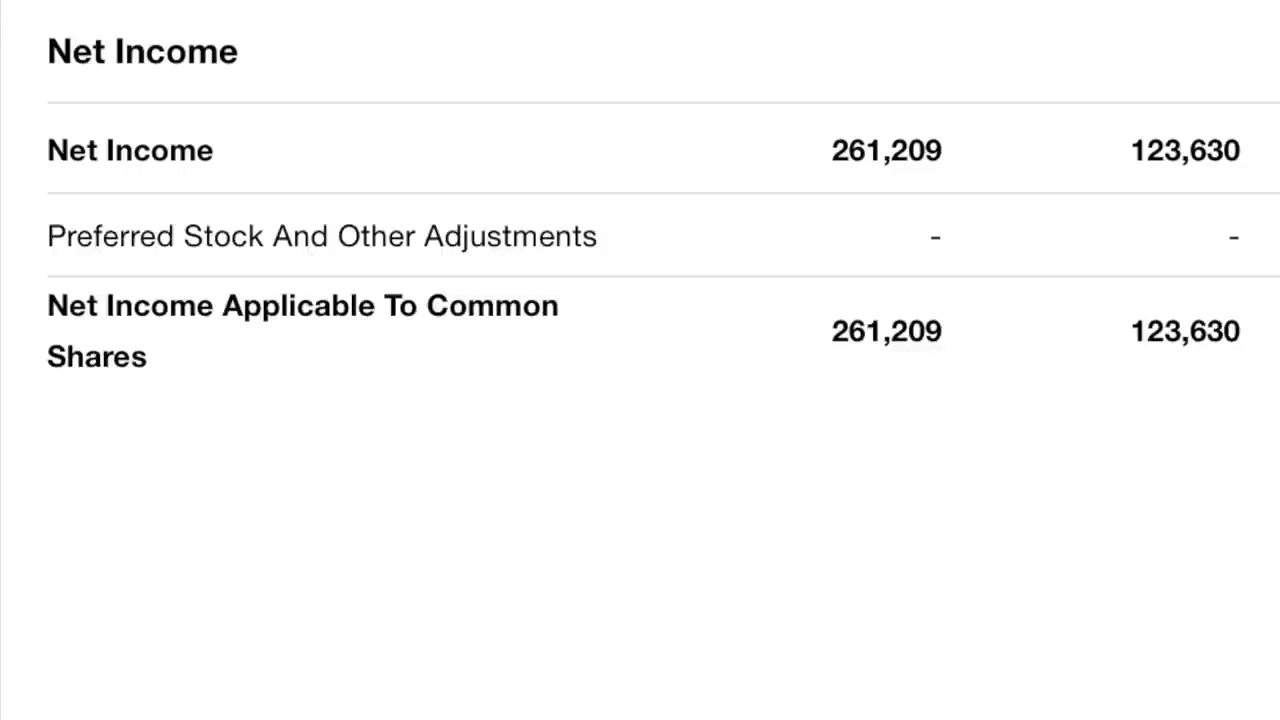 Net Income
Net Income 261,209 123,630
Preferred Stock And Other Adjustments - -
Net Income Applicable To Common
Shares 261,209 123,630